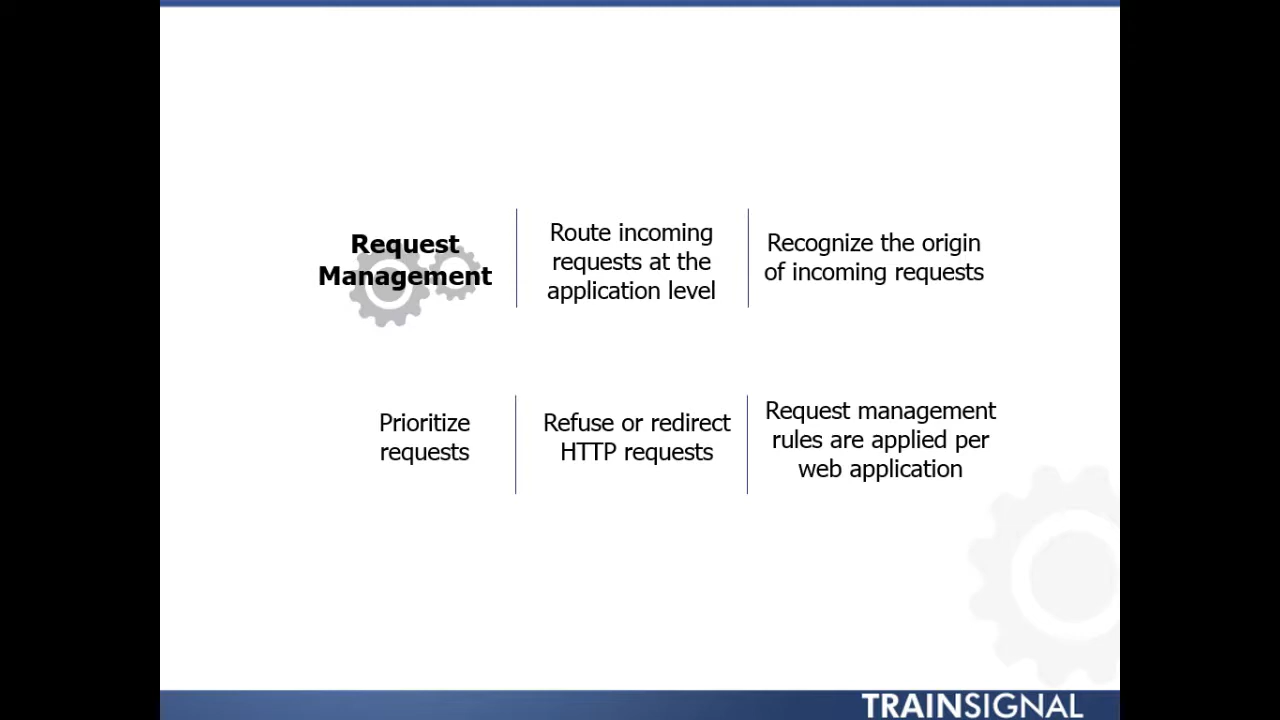 Request
Management
Route incoming
requests at the
application level
Recognize the origin
of incoming requests
Prioritize
requests
Refuse or redirect
HTTP requests
Request management
rules are applied per
web application
TRAINSIGNAL